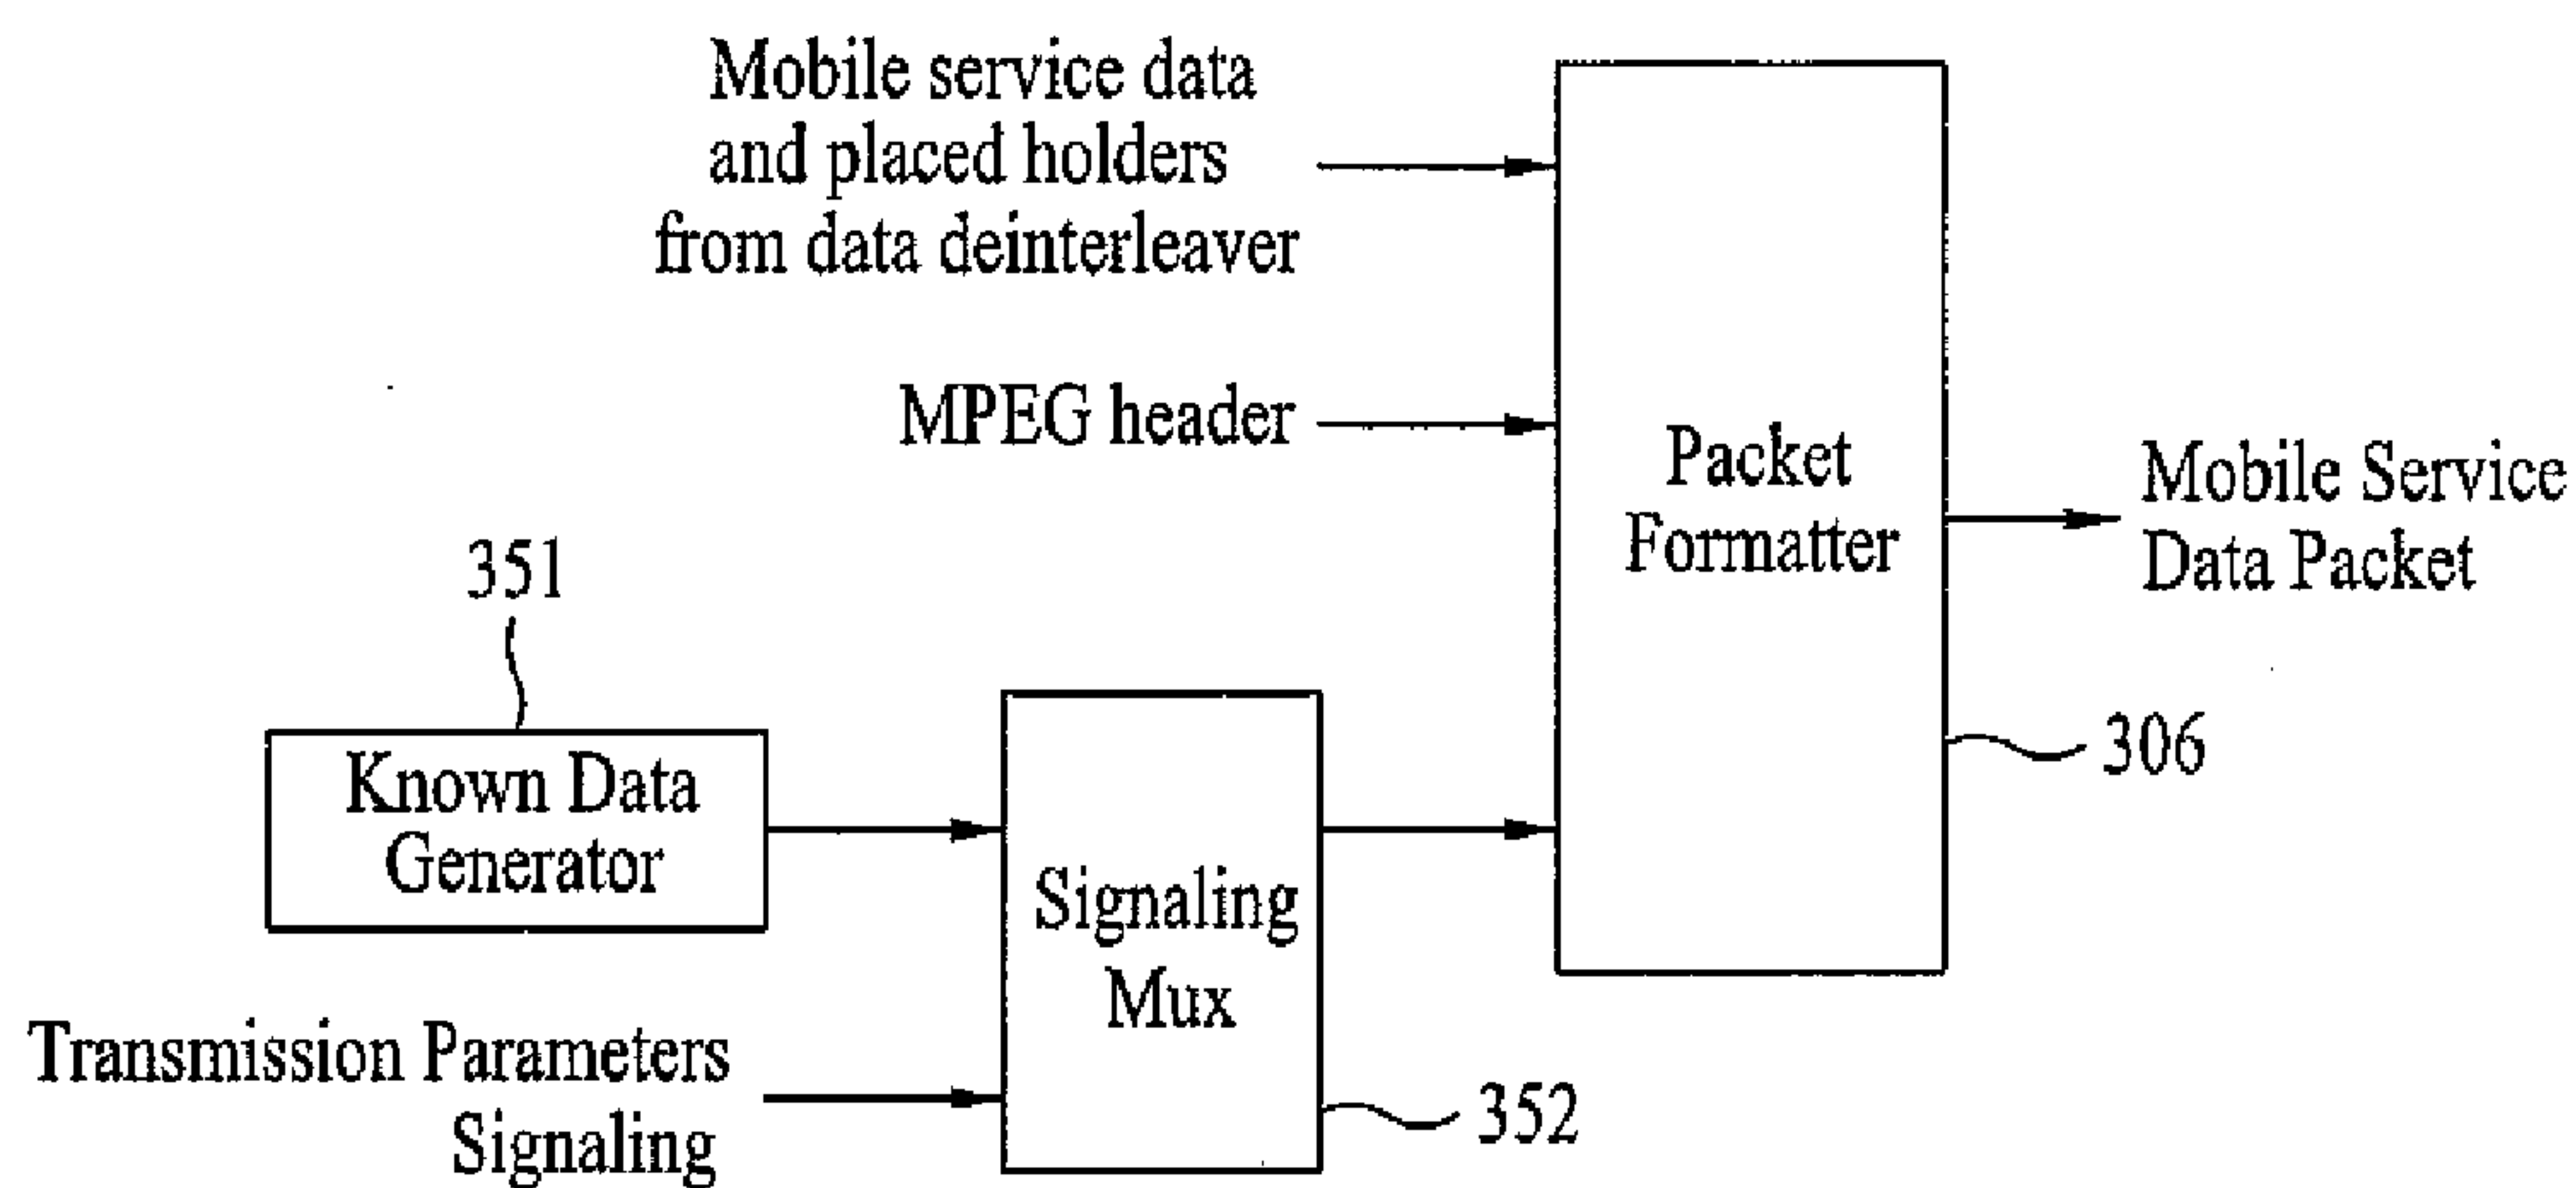 Mobile service data
and placed holders
from data deinterleaver
MPEG header
Packet
Formatter
Mobile Service
Data Packet
351
306
Known Data
Generator
Signaling
Mux
Transmission Parameters
Signaling
352